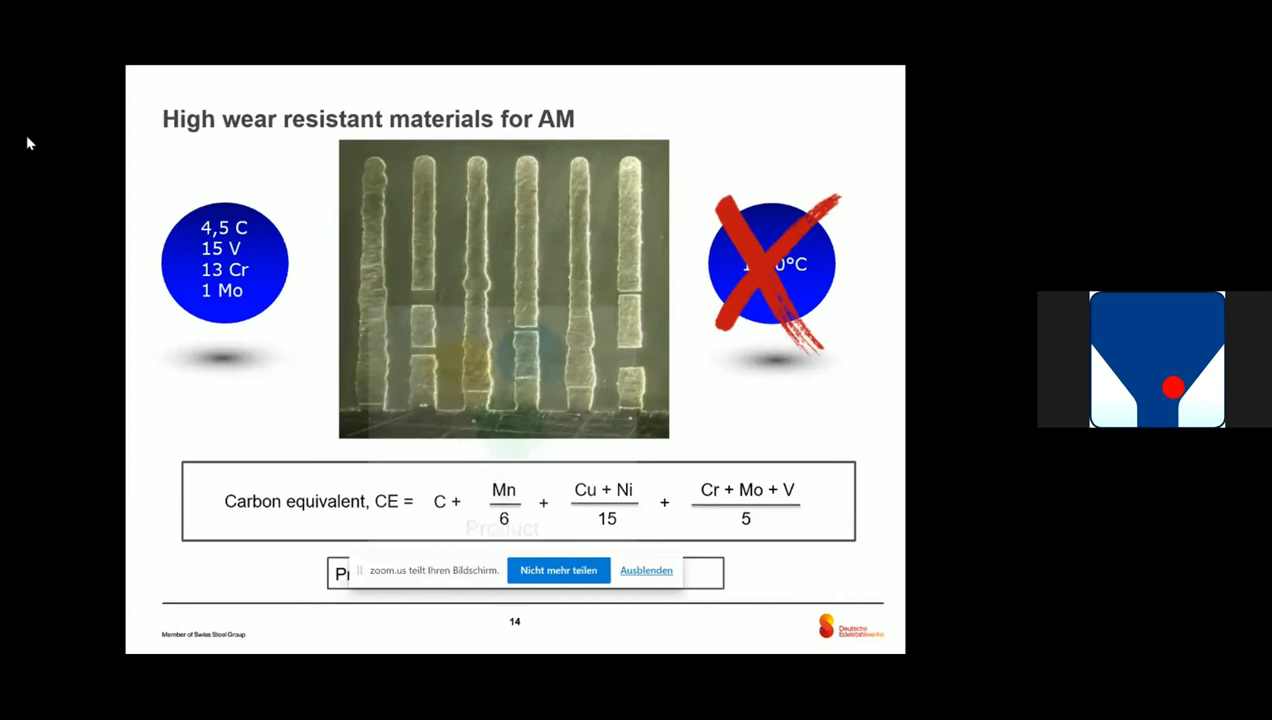 High wear resistant materials for AM
4,5 C
15 V
13 Cr
1 Mo
0°C
Carbon equivalent, CE = C + Mn/6 + Cu + Ni/15 + Cr + Mo + V/5
Product
zoom.us teilt Ihren Bildschirm. Nicht mehr teilen Ausblenden
14
Member of Swiss Steel Group
Deutsche
Edelstahlwerke